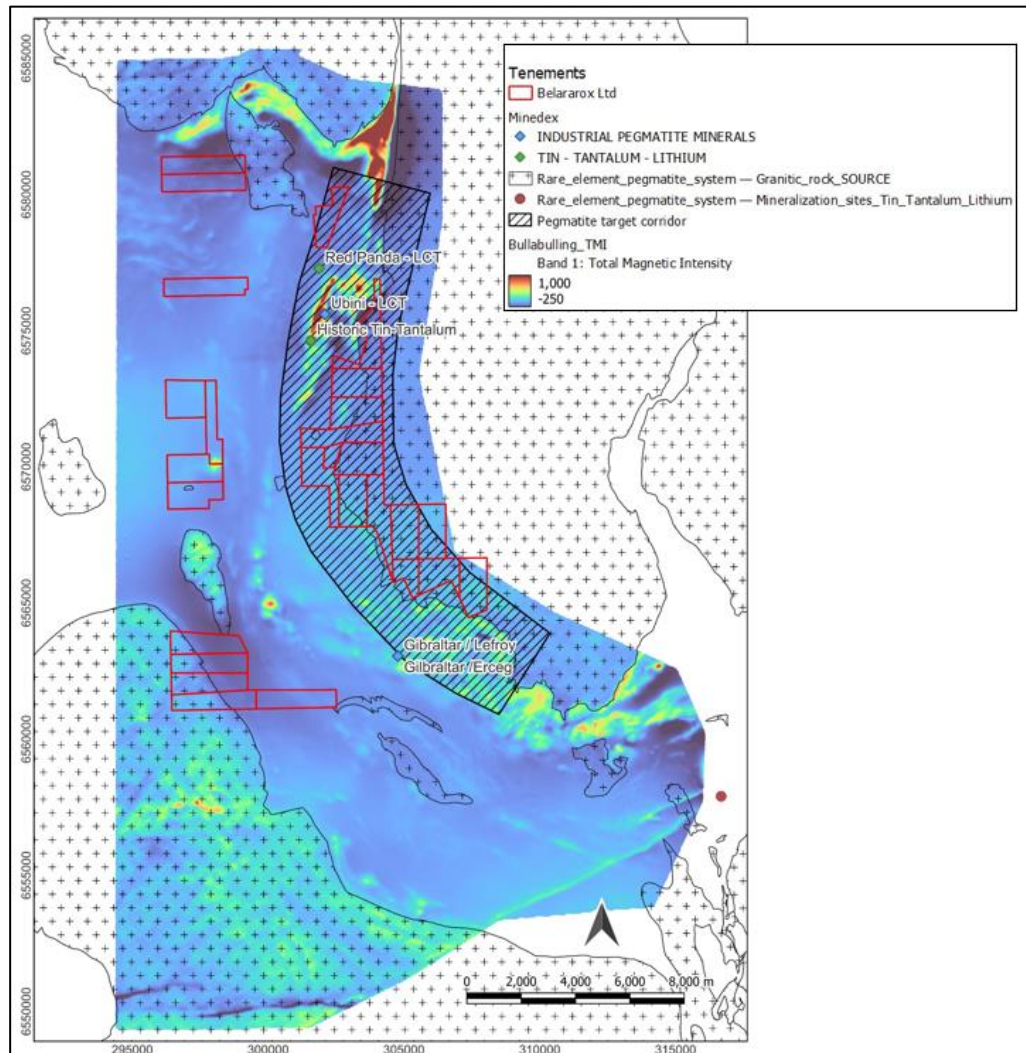 Tenements
Belararox Ltd
Minedex
INDUSTRIAL PEGMATITE MINERALS
TIN - TANTALUM - LITHIUM
Rare_element_pegmatite_system — Granitic_rock_SOURCE
Rare_element_pegmatite_system — Mineralization_sites_Tin_Tantalum_Lithium
Pegmatite target corridor
Bullabulling_TMI
Band 1: Total Magnetic Intensity
1,000
-250
6585000
6580000
6575000
6570000
6565000
6560000
6555000
6550000
Red Panda - LCT
Ubini - LCT
Historic Tin-Tantalum
Gibraltar / Lefroy
Gilbraltar /Erceg
0 2,000 4,000 6,000 8,000 m
295000 300000 305000 310000 315000